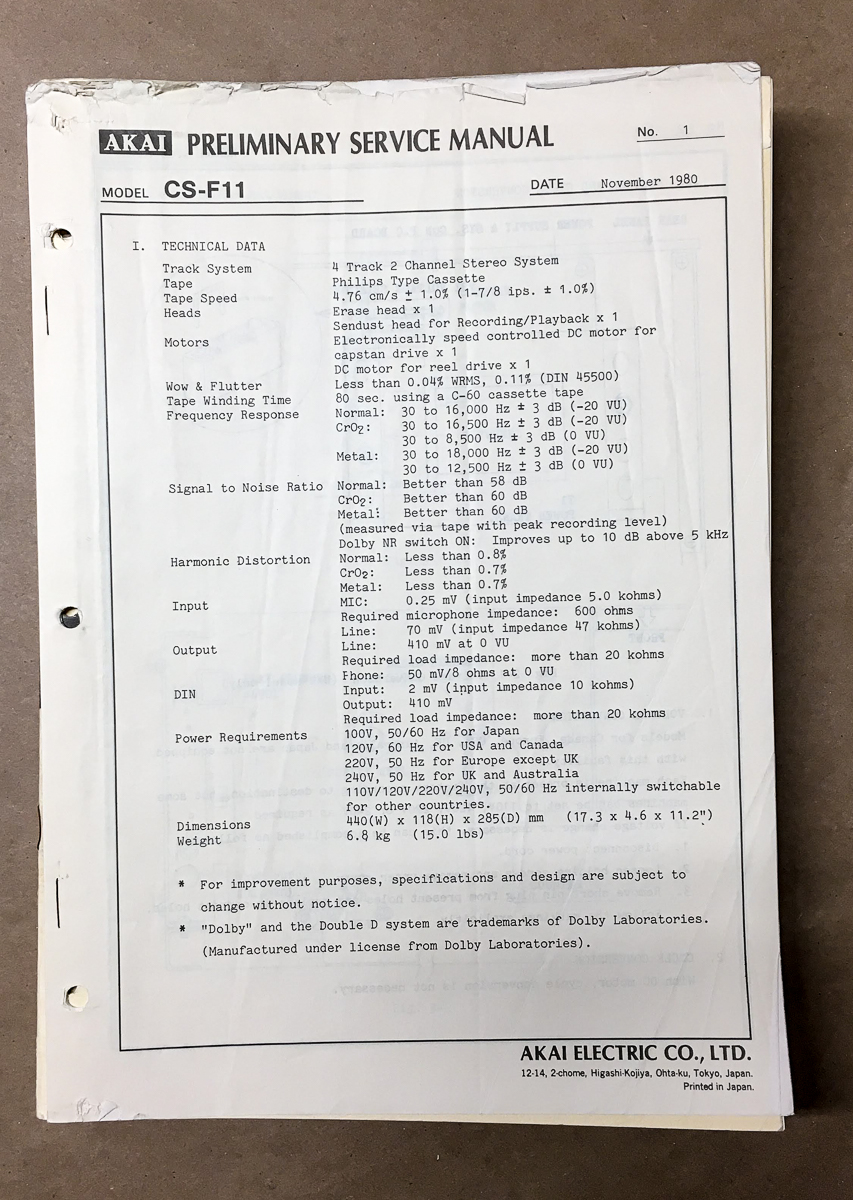 AKAI PRELIMINARY SERVICE MANUAL No. 1
MODEL CS-F11 DATE November 1980
I. TECHNICAL DATA
Track System 4 Track 2 Channel Stereo System
Tape Philips Type Cassette
Tape Speed 4.76 cm/s ± 1.0% (1-7/8 ips. ± 1.0%)
Heads Erase head x 1
Sendust head for Recording/Playback x 1
Motors Electronically speed controlled DC motor for
capstan drive x 1
DC motor for reel drive x 1
Wow & Flutter Less than 0.04% WRMS, 0.11% (DIN 45500)
Tape Winding Time 80 sec. using a C-60 cassette tape
Frequency Response Normal: 30 to 16,000 Hz ± 3 dB (-20 VU)
CrO₂: 30 to 16,500 Hz ± 3 dB (-20 VU)
30 to 8,500 Hz ± 3 dB (0 VU)
Metal: 30 to 18,000 Hz ± 3 dB (-20 VU)
30 to 12,500 Hz ± 3 dB (0 VU)
Signal to Noise Ratio Normal: Better than 58 dB
CrO₂: Better than 60 dB
Metal: Better than 60 dB
(measured via tape with peak recording level)
Dolby NR switch ON: Improves up to 10 dB above 5 kHz
Harmonic Distortion Normal: Less than 0.8%
CrO₂: Less than 0.7%
Metal: Less than 0.7%
Input MIC: 0.25 mV (input impedance 5.0 kohms)
Required microphone impedance: 600 ohms
Line: 70 mV (input impedance 47 kohms)
Output Line: 410 mV at 0 VU
Required load impedance: more than 20 kohms
Phone: 50 mV/8 ohms at 0 VU
DIN Input: 2 mV (input impedance 10 kohms)
Output: 410 mV
Required load impedance: more than 20 kohms
Power Requirements 100V, 50/60 Hz for Japan
120V, 60 Hz for USA and Canada
220V, 50 Hz for Europe except UK
240V, 50 Hz for UK and Australia
110V/120V/220V/240V, 50/60 Hz internally switchable
for other countries.
Dimensions 440(W) x 118(H) x 285(D) mm (17.3 x 4.6 x 11.2")
Weight 6.8 kg (15.0 lbs)
* For improvement purposes, specifications and design are subject to
change without notice.
* "Dolby" and the Double D system are trademarks of Dolby Laboratories.
(Manufactured under license from Dolby Laboratories).
AKAI ELECTRIC CO., LTD.
12-14, 2-chome, Higashi-Kojiya, Ohta-ku, Tokyo, Japan.
Printed in Japan.